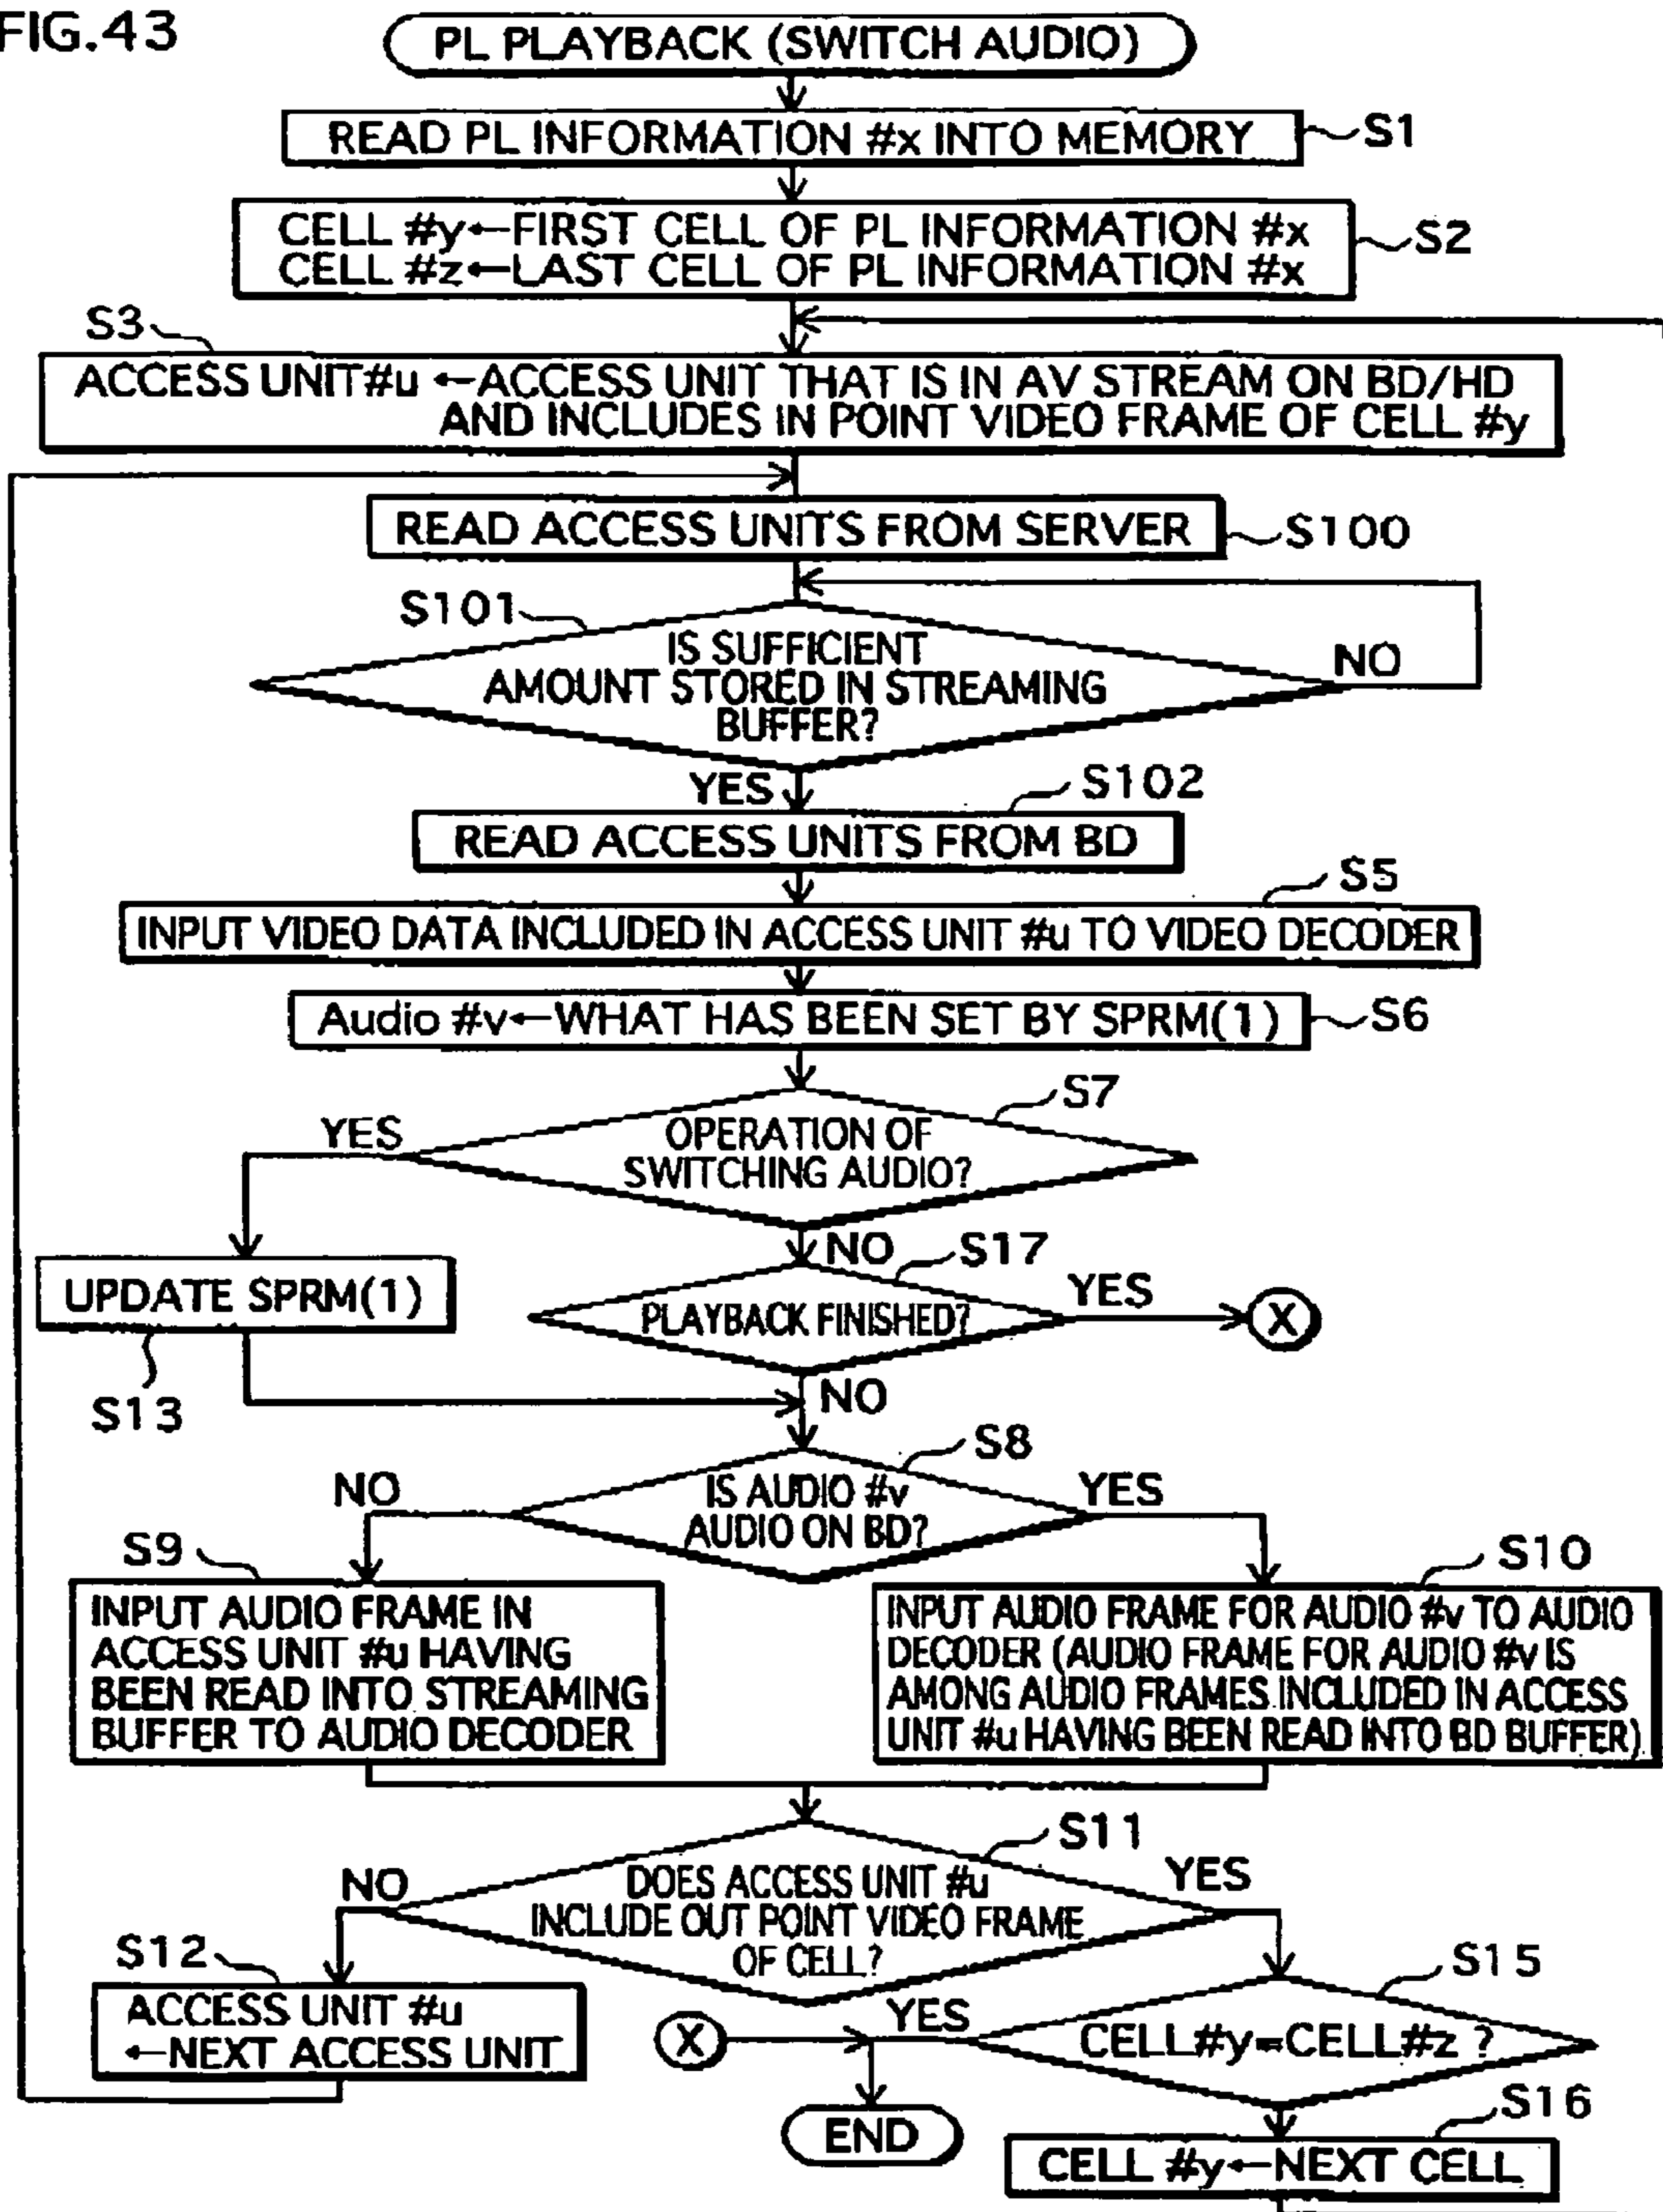 FIG.43
PL PLAYBACK (SWITCH AUDIO)
READ PL INFORMATION #x INTO MEMORY
S1
CELL #y←FIRST CELL OF PL INFORMATION #x
CELL #z←LAST CELL OF PL INFORMATION #x
S2
S3
ACCESS UNIT#u ←ACCESS UNIT THAT IS IN AV STREAM ON BD/HD
AND INCLUDES IN POINT VIDEO FRAME OF CELL #y
READ ACCESS UNITS FROM SERVER
S100
S101
IS SUFFICIENT
AMOUNT STORED IN STREAMING
BUFFER?
NO
YES
S102
READ ACCESS UNITS FROM BD
S5
INPUT VIDEO DATA INCLUDED IN ACCESS UNIT #u TO VIDEO DECODER
Audio #v←WHAT HAS BEEN SET BY SPRM(1)
S6
S7
YES
OPERATION OF
SWITCHING AUDIO?
NO
S17
UPDATE SPRM(1)
S13
PLAYBACK FINISHED?
YES
X
NO
S8
NO
IS AUDIO #v
AUDIO ON BD?
YES
S9
INPUT AUDIO FRAME IN
ACCESS UNIT #u HAVING
BEEN READ INTO STREAMING
BUFFER TO AUDIO DECODER
S10
INPUT AUDIO FRAME FOR AUDIO #v TO AUDIO
DECODER (AUDIO FRAME FOR AUDIO #v IS
AMONG AUDIO FRAMES INCLUDED IN ACCESS
UNIT #u HAVING BEEN READ INTO BD BUFFER)
S11
NO
DOES ACCESS UNIT #u
INCLUDE OUT POINT VIDEO FRAME
OF CELL?
YES
S12
ACCESS UNIT #u
←NEXT ACCESS UNIT
S15
X
YES
CELL#y=CELL#z ?
END
S16
CELL #y←NEXT CELL